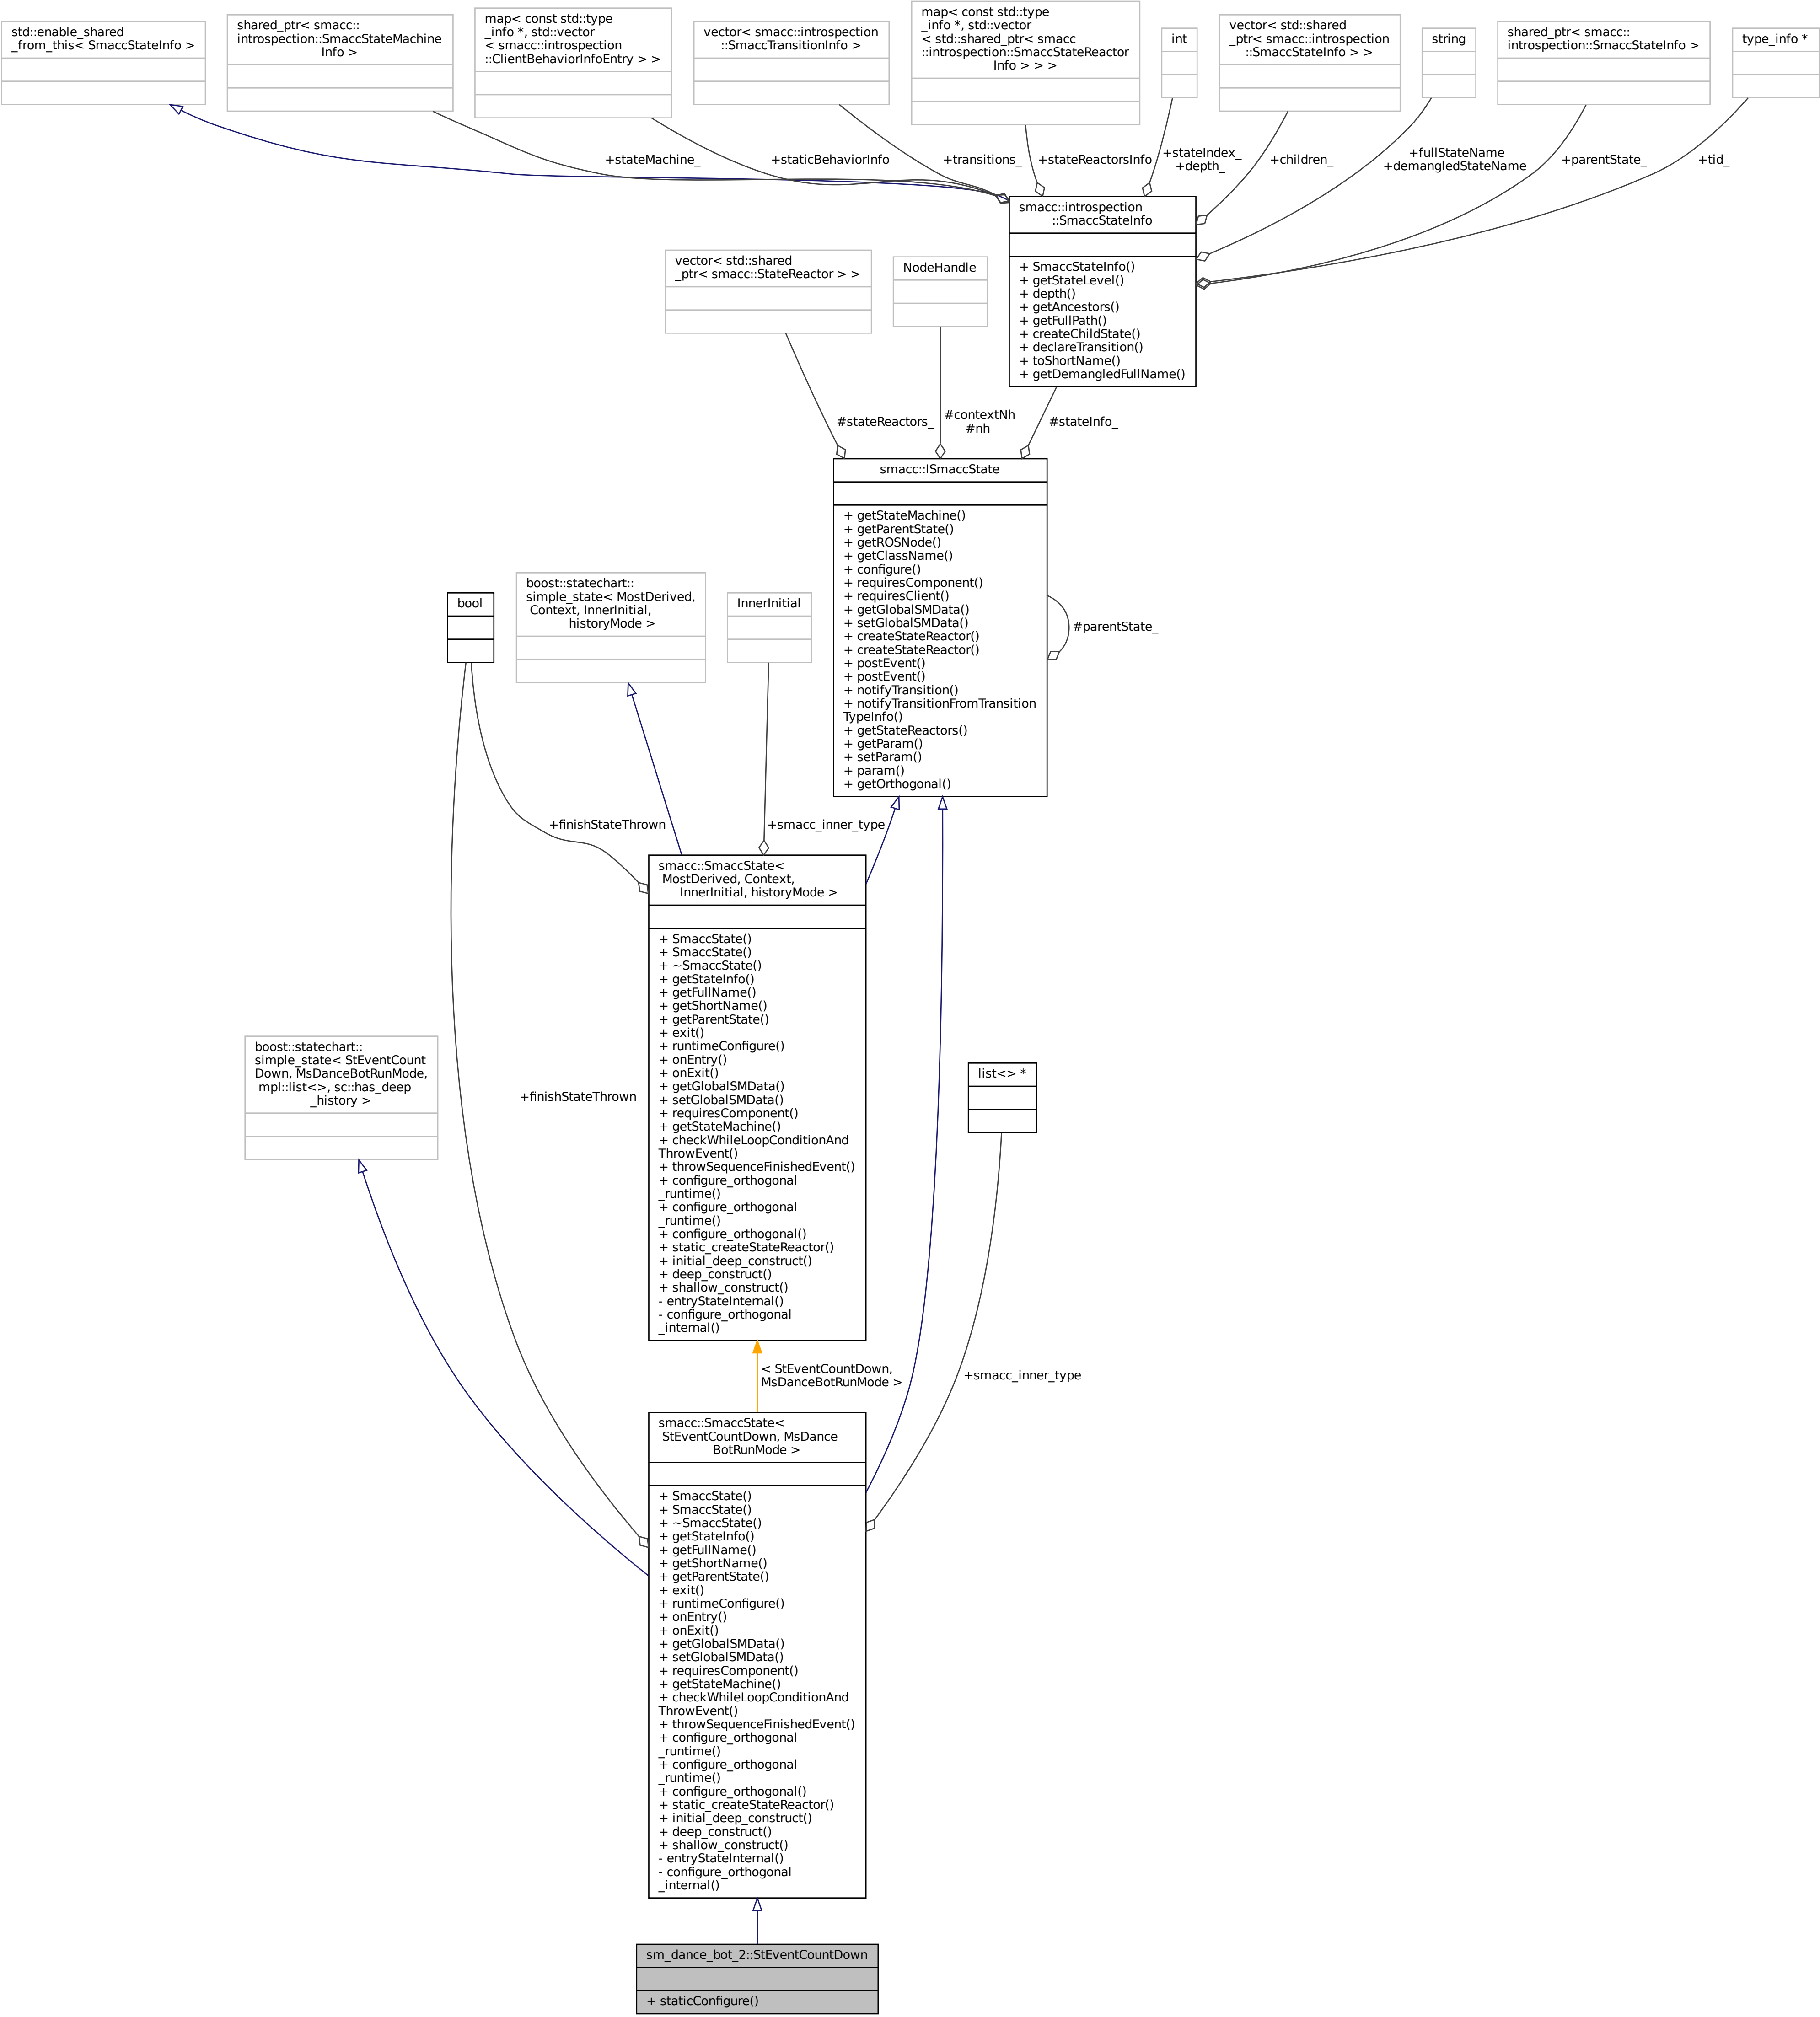 std::enable_shared
_from_this< SmaccStateInfo >
shared_ptr< smacc::
introspection::SmaccStateMachine
Info >
map< const std::type
_info *, std::vector
< smacc::introspection
::ClientBehaviorInfoEntry > >
vector< smacc::introspection
::SmaccTransitionInfo >
map< const std::type
_info *, std::vector
< std::shared_ptr< smacc
::introspection::SmaccStateReactor
Info > > >
int
vector< std::shared
_ptr< smacc::introspection
::SmaccStateInfo > >
string
shared_ptr< smacc::
introspection::SmaccStateInfo >
type_info *
+stateMachine_
+staticBehaviorInfo
+transitions_
+stateReactorsInfo
+stateIndex_
+depth_
+children_
+fullStateName
+demangledStateName
+parentState_
+tid_
smacc::introspection
::SmaccStateInfo
+ SmaccStateInfo()
+ getStateLevel()
+ depth()
+ getAncestors()
+ getFullPath()
+ createChildState()
+ declareTransition()
+ toShortName()
+ getDemangledFullName()
vector< std::shared
_ptr< smacc::StateReactor > >
NodeHandle
#stateReactors_
#contextNh
#nh
#stateInfo_
smacc::ISmaccState
+ getStateMachine()
+ getParentState()
+ getROSNode()
+ getClassName()
+ configure()
+ requiresComponent()
+ requiresClient()
+ getGlobalSMData()
+ setGlobalSMData()
+ createStateReactor()
+ createStateReactor()
+ postEvent()
+ postEvent()
+ notifyTransition()
+ notifyTransitionFromTransition
TypeInfo()
+ getStateReactors()
+ getParam()
+ setParam()
+ param()
+ getOrthogonal()
#parentState_
bool
boost::statechart::
simple_state< MostDerived,
Context, InnerInitial,
historyMode >
InnerInitial
+finishStateThrown
+smacc_inner_type
smacc::SmaccState<
MostDerived, Context,
InnerInitial, historyMode >
+ SmaccState()
+ SmaccState()
+ ~SmaccState()
+ getStateInfo()
+ getFullName()
+ getShortName()
+ getParentState()
+ exit()
+ runtimeConfigure()
+ onEntry()
+ onExit()
+ getGlobalSMData()
+ setGlobalSMData()
+ requiresComponent()
+ getStateMachine()
+ checkWhileLoopConditionAnd
ThrowEvent()
+ throwSequenceFinishedEvent()
+ configure_orthogonal
_runtime()
+ configure_orthogonal
_runtime()
+ configure_orthogonal()
+ static_createStateReactor()
+ initial_deep_construct()
+ deep_construct()
+ shallow_construct()
- entryStateInternal()
- configure_orthogonal
_internal()
boost::statechart::
simple_state< StEventCount
Down, MsDanceBotRunMode,
mpl::list<>, sc::has_deep
_history >
+finishStateThrown
list<> *
< StEventCountDown,
MsDanceBotRunMode >
+smacc_inner_type
smacc::SmaccState<
StEventCountDown, MsDance
BotRunMode >
+ SmaccState()
+ SmaccState()
+ ~SmaccState()
+ getStateInfo()
+ getFullName()
+ getShortName()
+ getParentState()
+ exit()
+ runtimeConfigure()
+ onEntry()
+ onExit()
+ getGlobalSMData()
+ setGlobalSMData()
+ requiresComponent()
+ getStateMachine()
+ checkWhileLoopConditionAnd
ThrowEvent()
+ throwSequenceFinishedEvent()
+ configure_orthogonal
_runtime()
+ configure_orthogonal
_runtime()
+ configure_orthogonal()
+ static_createStateReactor()
+ initial_deep_construct()
+ deep_construct()
+ shallow_construct()
- entryStateInternal()
- configure_orthogonal
_internal()
sm_dance_bot_2::StEventCountDown
+ staticConfigure()